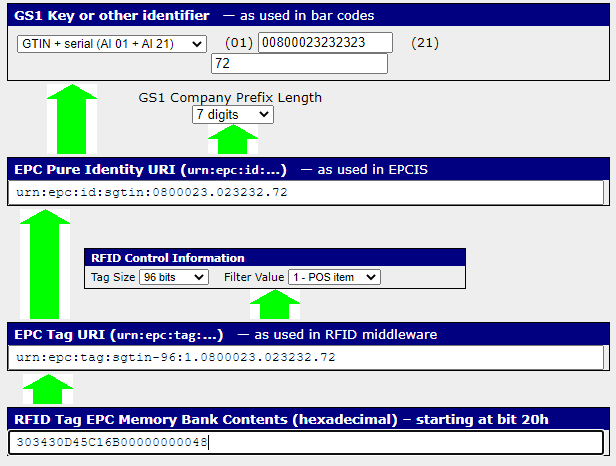 GS1 Key or other identifier — as used in bar codes
GTIN + serial (AI 01 + AI 21) (01) 00800023232323 (21)
72
GS1 Company Prefix Length
7 digits
EPC Pure Identity URI (urn:epc:id:...) — as used in EPCIS
urn:epc:id:sgtin:0800023.023232.72
RFID Control Information
Tag Size 96 bits Filter Value 1 - POS item
EPC Tag URI (urn:epc:tag:...) — as used in RFID middleware
urn:epc:tag:sgtin-96:1.0800023.023232.72
RFID Tag EPC Memory Bank Contents (hexadecimal) – starting at bit 20h
303430D45C16B00000000048